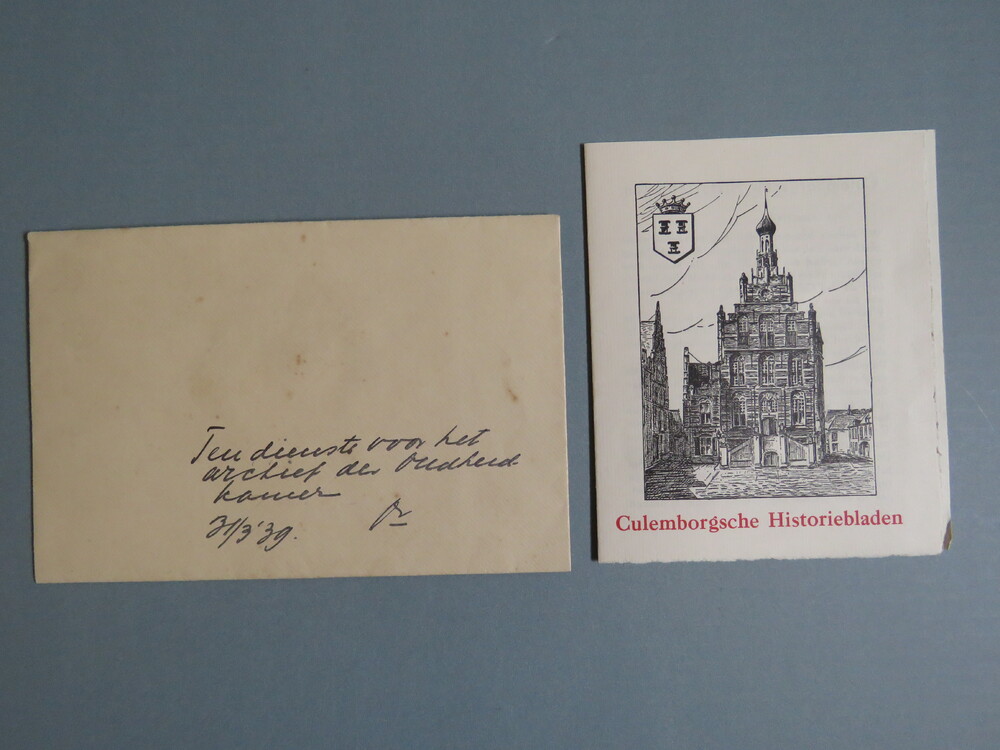 Ten dienste voor het
archief der Oudheid
kamer
31/3'39.
Culemborgsche Historiebladen